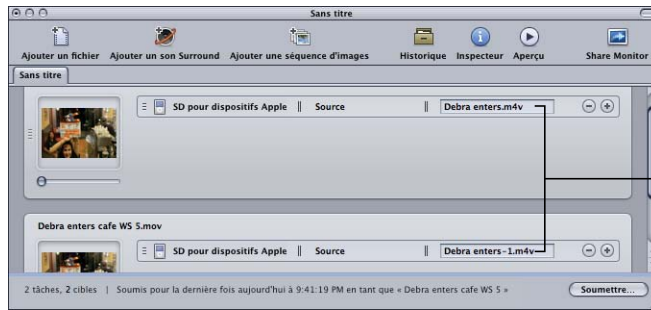 Sans titre
Ajouter un fichier Ajouter un son Surround Ajouter une séquence d'images Historique Inspecteur Aperçu Share Monitor
Sans titre
SD pour dispositifs Apple Source Debra enters.m4v
Debra enters cafe WS 5.mov
SD pour dispositifs Apple Source Debra enters-1.m4v
2 tâches, 2 cibles | Soumis pour la dernière fois aujourd'hui à 9:41:19 PM en tant que « Debra enters cafe WS 5 » Soumettre...